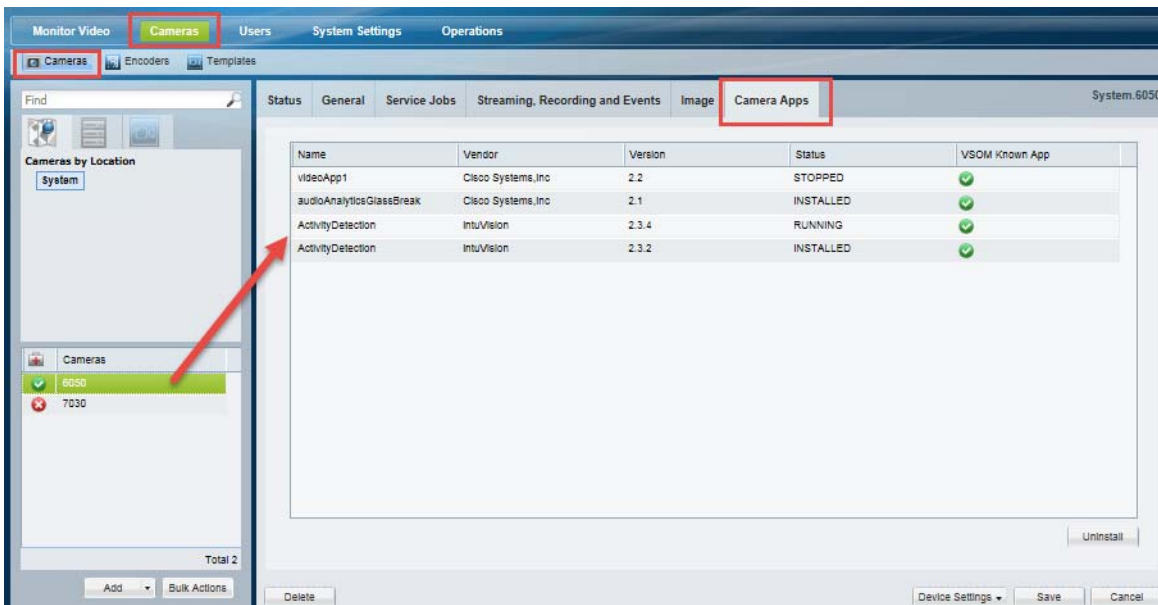 Monitor Video Cameras Users System Settings Operations
Cameras Encoders Templates
Find
Status General Service Jobs Streaming, Recording and Events Image Camera Apps System.6050
Cameras by Location
System
Name Vendor Version Status VSOM Known App
videoApp1 Cisco Systems,Inc 2.2 STOPPED
audioAnalyticsGlassBreak Cisco Systems,Inc 2.1 INSTALLED
ActivityDetection IntuVision 2.3.4 RUNNING
ActivityDetection IntuVision 2.3.2 INSTALLED
Cameras
6050
7030
Total 2
Uninstall
Add Bulk Actions
Delete Device Settings Save Cancel